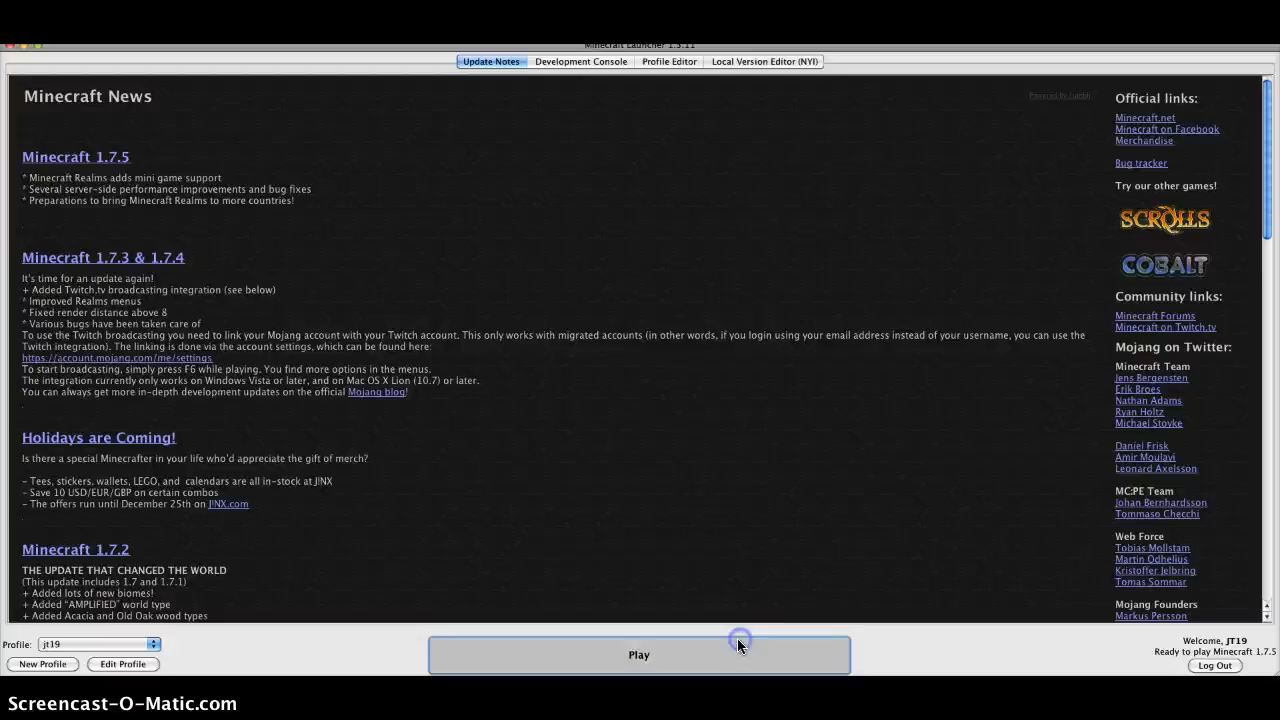 Minecraft Launcher 1.3.11
Update Notes
Development Console
Profile Editor
Local Version Editor (NYI)
Minecraft News
Powered by Tumblr
Minecraft 1.7.5
* Minecraft Realms adds mini game support
* Several server-side performance improvements and bug fixes
* Preparations to bring Minecraft Realms to more countries!
Minecraft 1.7.3 & 1.7.4
It's time for an update again!
+ Added Twitch.tv broadcasting integration (see below)
* Improved Realms menus
* Fixed render distance above 8
* Various bugs have been taken care of
To use the Twitch broadcasting you need to link your Mojang account with your Twitch account. This only works with migrated accounts (in other words, if you login using your email address instead of your username, you can use the
Twitch integration). The linking is done via the account settings, which can be found here:
https://account.mojang.com/me/settings
To start broadcasting, simply press F6 while playing. You find more options in the menus.
The integration currently only works on Windows Vista or later, and on Mac OS X Lion (10.7) or later.
You can always get more in-depth development updates on the official Mojang blog!
Holidays are Coming!
Is there a special Minecrafter in your life who'd appreciate the gift of merch?
- Tees, stickers, wallets, LEGO, and  calendars are all in-stock at J!NX
- Save 10 USD/EUR/GBP on certain combos
- The offers run until December 25th on J!NX.com
Minecraft 1.7.2
THE UPDATE THAT CHANGED THE WORLD
(This update includes 1.7 and 1.7.1)
+ Added lots of new biomes!
+ Added "AMPLIFIED" world type
+ Added Acacia and Old Oak wood types
Official links:
Minecraft.net
Minecraft on Facebook
Merchandise
Bug tracker
Try our other games!
SCROLLS
COBALT
Community links:
Minecraft Forums
Minecraft on Twitch.tv
Mojang on Twitter:
Minecraft Team
Jens Bergensten
Erik Broes
Nathan Adams
Ryan Holtz
Michael Stoyke
Daniel Frisk
Amir Moulavi
Leonard Axelsson
MC:PE Team
Johan Bernhardsson
Tommaso Checchi
Web Force
Tobias Mollstam
Martin Odhelius
Kristoffer Jelbring
Tomas Sommar
Mojang Founders
Markus Persson
Profile: jt19
New Profile
Edit Profile
Play
Welcome, JT19
Ready to play Minecraft 1.7.5
Log Out
Screencast-O-Matic.com